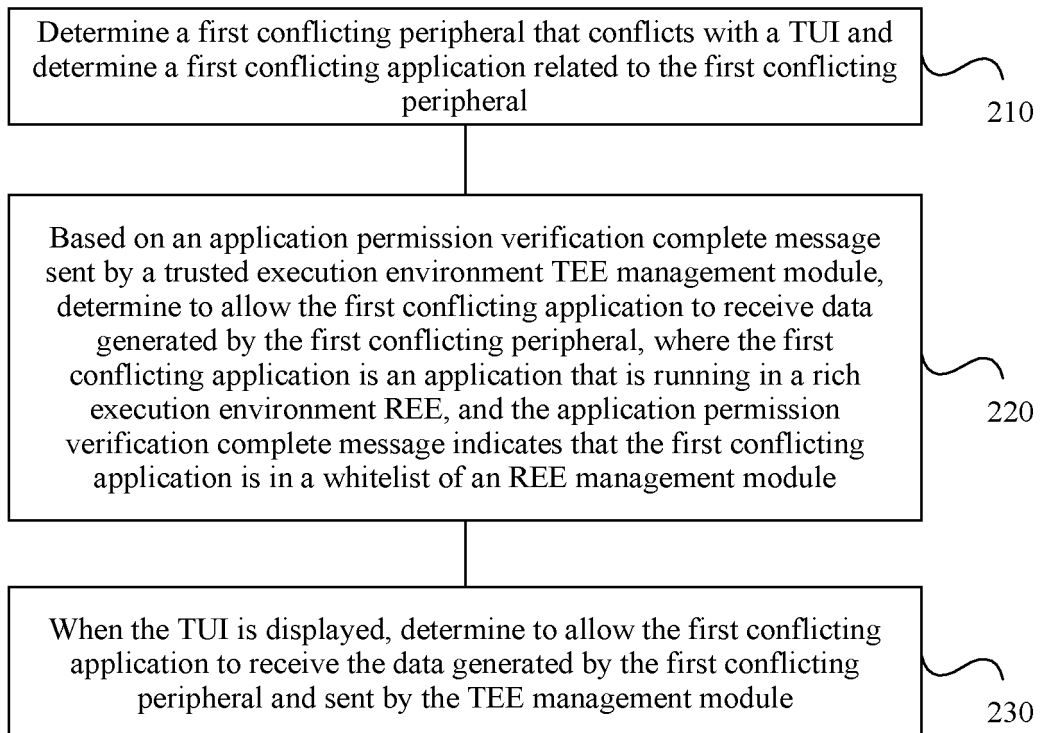 Determine a first conflicting peripheral that conflicts with a TUI and
determine a first conflicting application related to the first conflicting
peripheral
210
Based on an application permission verification complete message
sent by a trusted execution environment TEE management module,
determine to allow the first conflicting application to receive data
generated by the first conflicting peripheral, where the first
conflicting application is an application that is running in a rich
execution environment REE, and the application permission
verification complete message indicates that the first conflicting
application is in a whitelist of an REE management module
220
When the TUI is displayed, determine to allow the first conflicting
application to receive the data generated by the first conflicting
peripheral and sent by the TEE management module
230